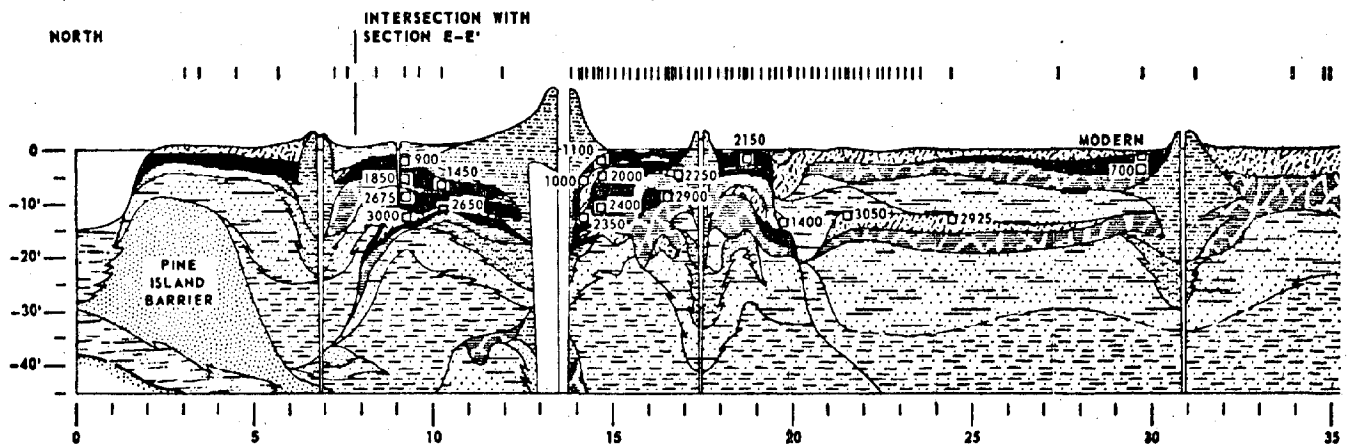 INTERSECTION WITH
SECTION E–E'
NORTH
0
-10'
-20'
-30'
-40'
PINE
ISLAND
BARRIER
900
1850
1450
2675
2650
3000
1100
1000
2000
2250
2150
2400
2900
2350
1400
3050
2925
MODERN
700
0 5 10 15 20 25 30 35